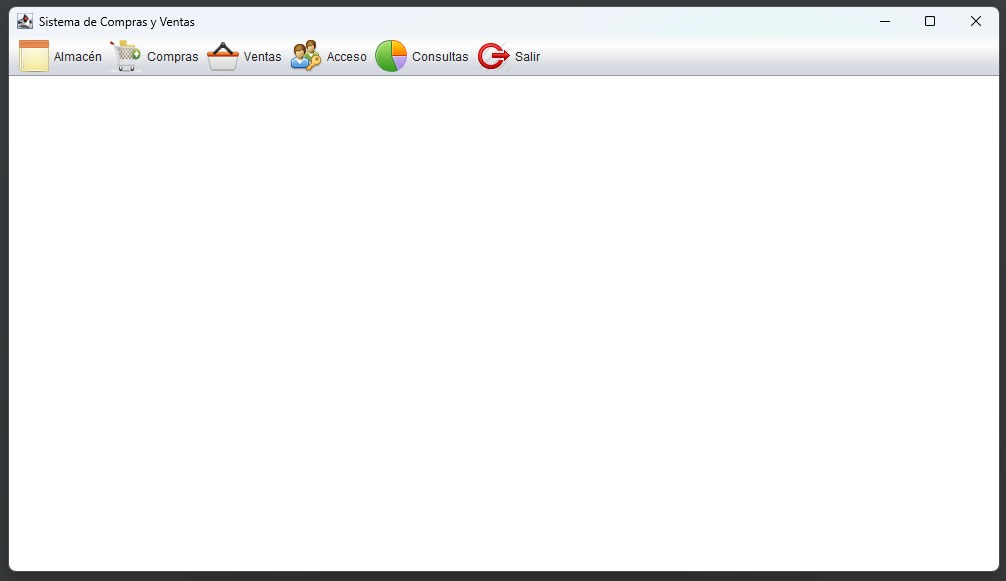 Sistema de Compras y Ventas
Almacén Compras Ventas Acceso Consultas Salir